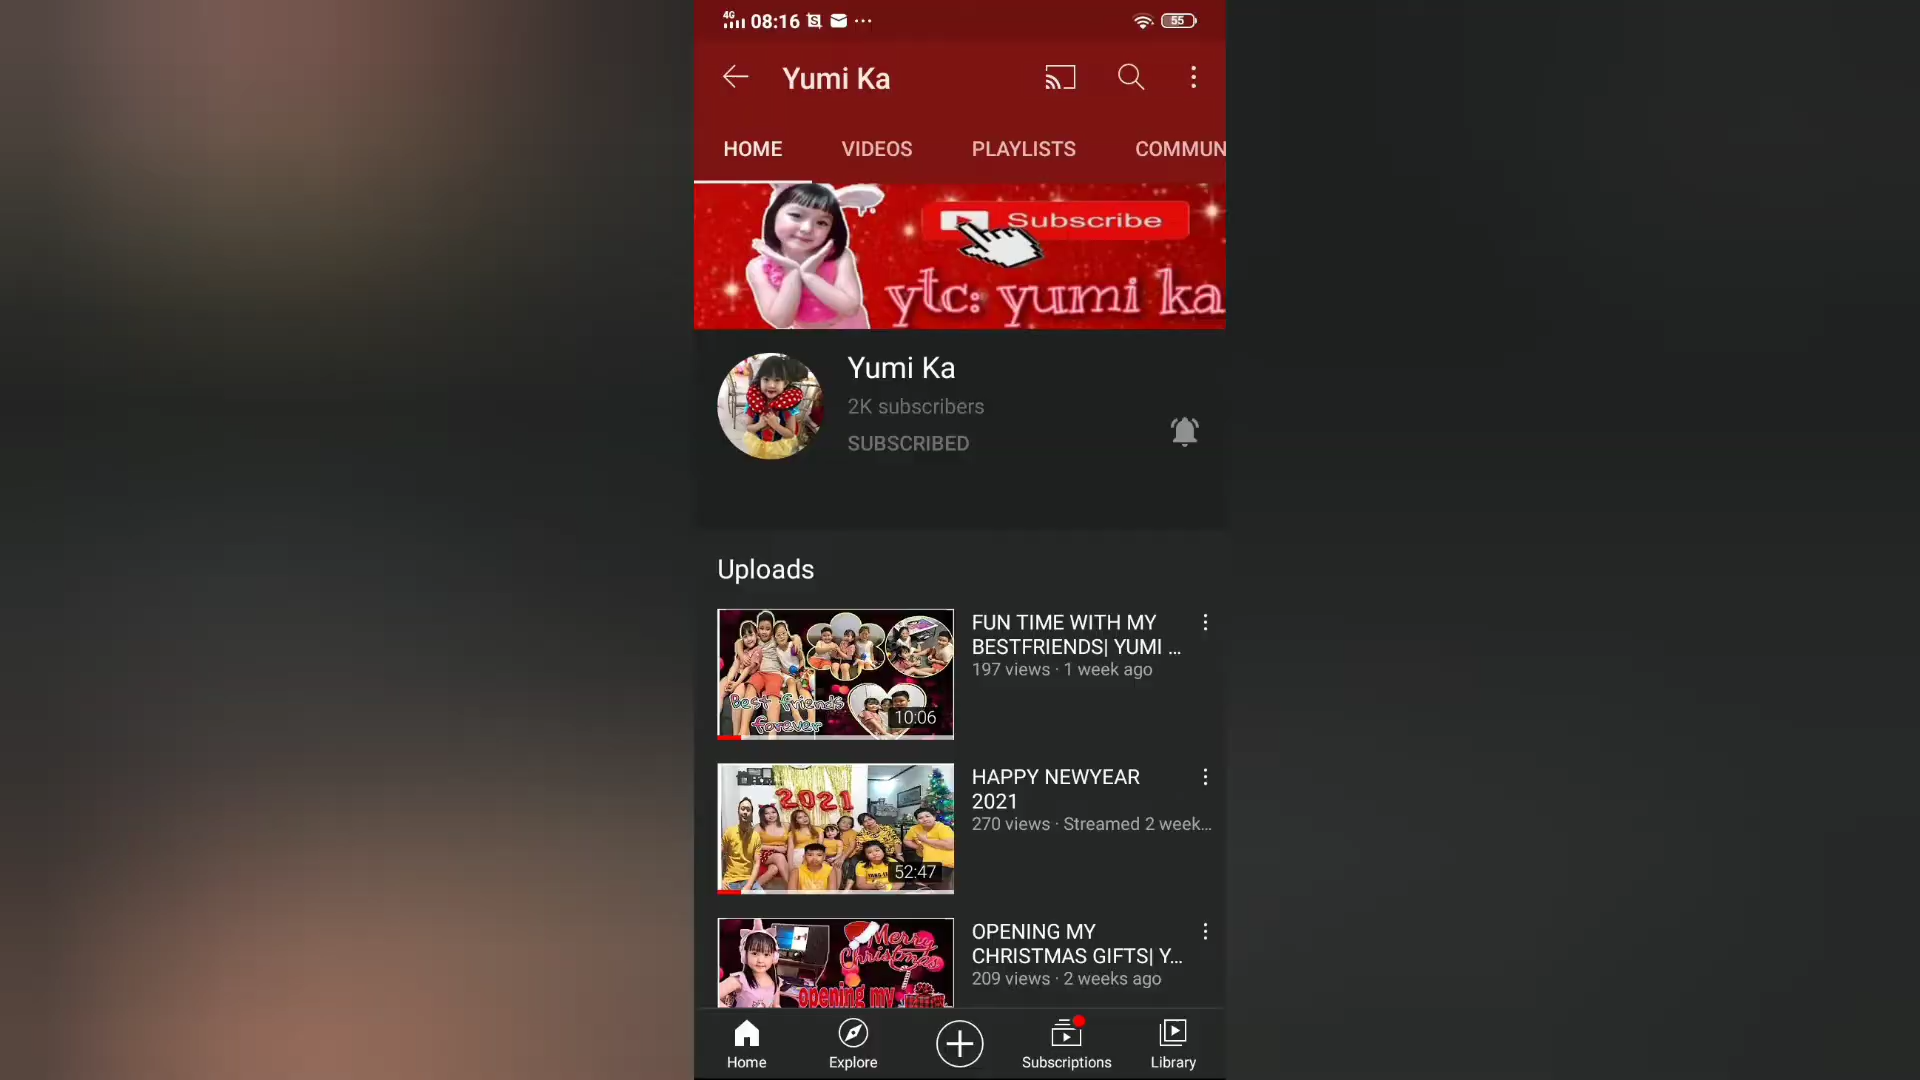 4G 08:16 55
Yumi Ka
HOME VIDEOS PLAYLISTS COMMUN
Subscribe
ytc: yumi ka
Yumi Ka
2K subscribers
SUBSCRIBED
Uploads
FUN TIME WITH MY
BESTFRIENDS| YUMI ...
197 views · 1 week ago
Best friends
forever
10:06
HAPPY NEWYEAR
2021
270 views · Streamed 2 week...
2021
52:47
OPENING MY
CHRISTMAS GIFTS| Y...
209 views · 2 weeks ago
Merry
Christmas
opening my
Home Explore Subscriptions Library